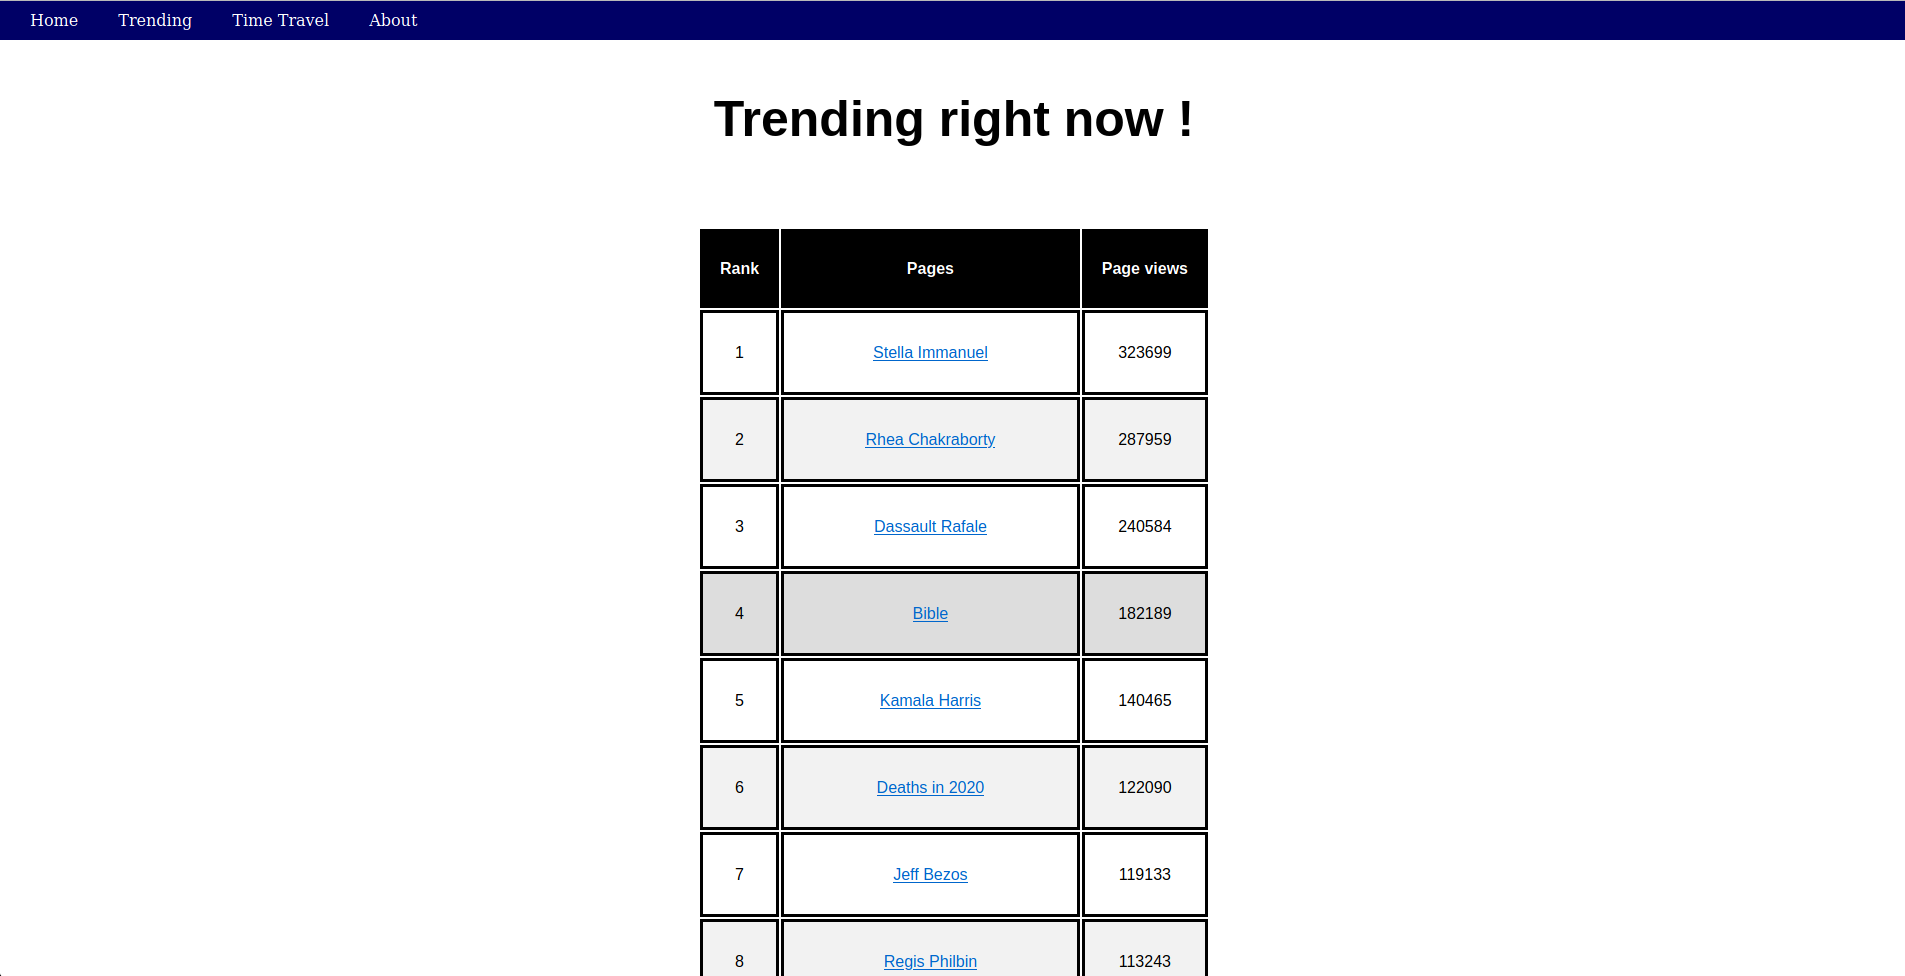 Home Trending Time Travel About
Trending right now !
Rank Pages Page views
1 Stella Immanuel 323699
2 Rhea Chakraborty 287959
3 Dassault Rafale 240584
4 Bible 182189
5 Kamala Harris 140465
6 Deaths in 2020 122090
7 Jeff Bezos 119133
8 Regis Philbin 113243